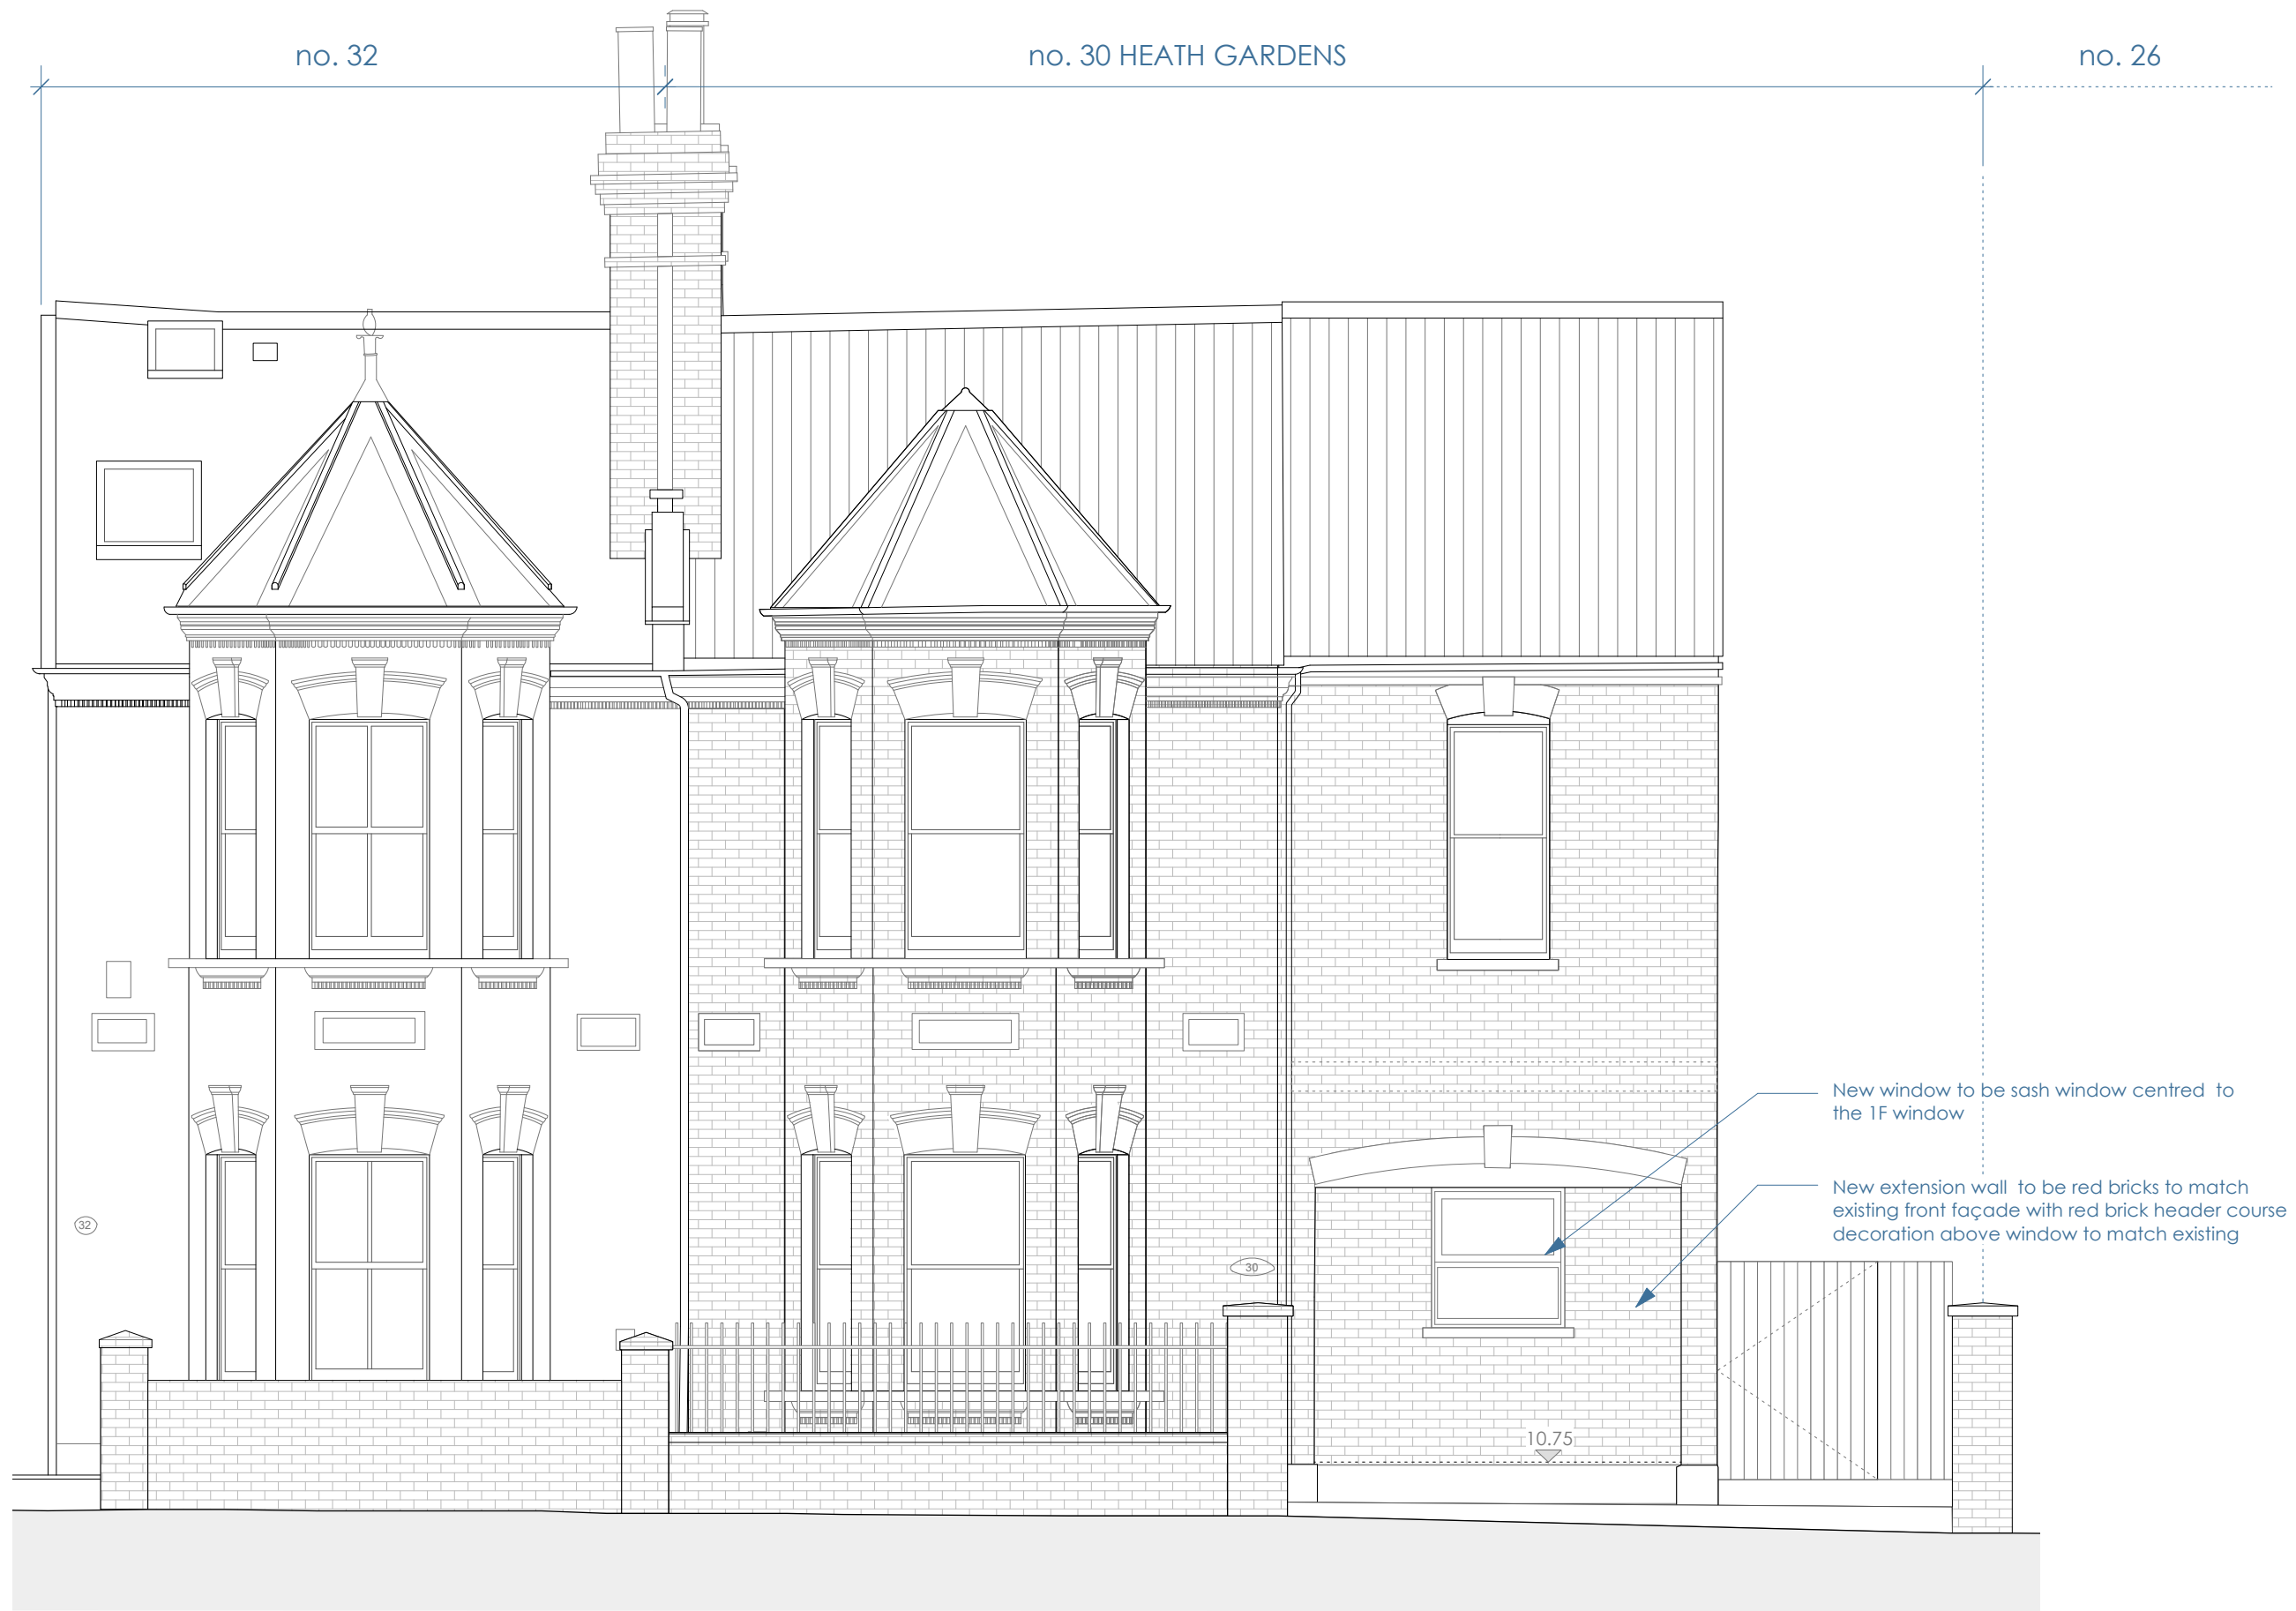 no. 32
no. 30 HEATH GARDENS
no. 26
New window to be sash window centred to
the 1F window
New extension wall to be red bricks to match
existing front façade with red brick header course
decoration above window to match existing
32
30
10.75